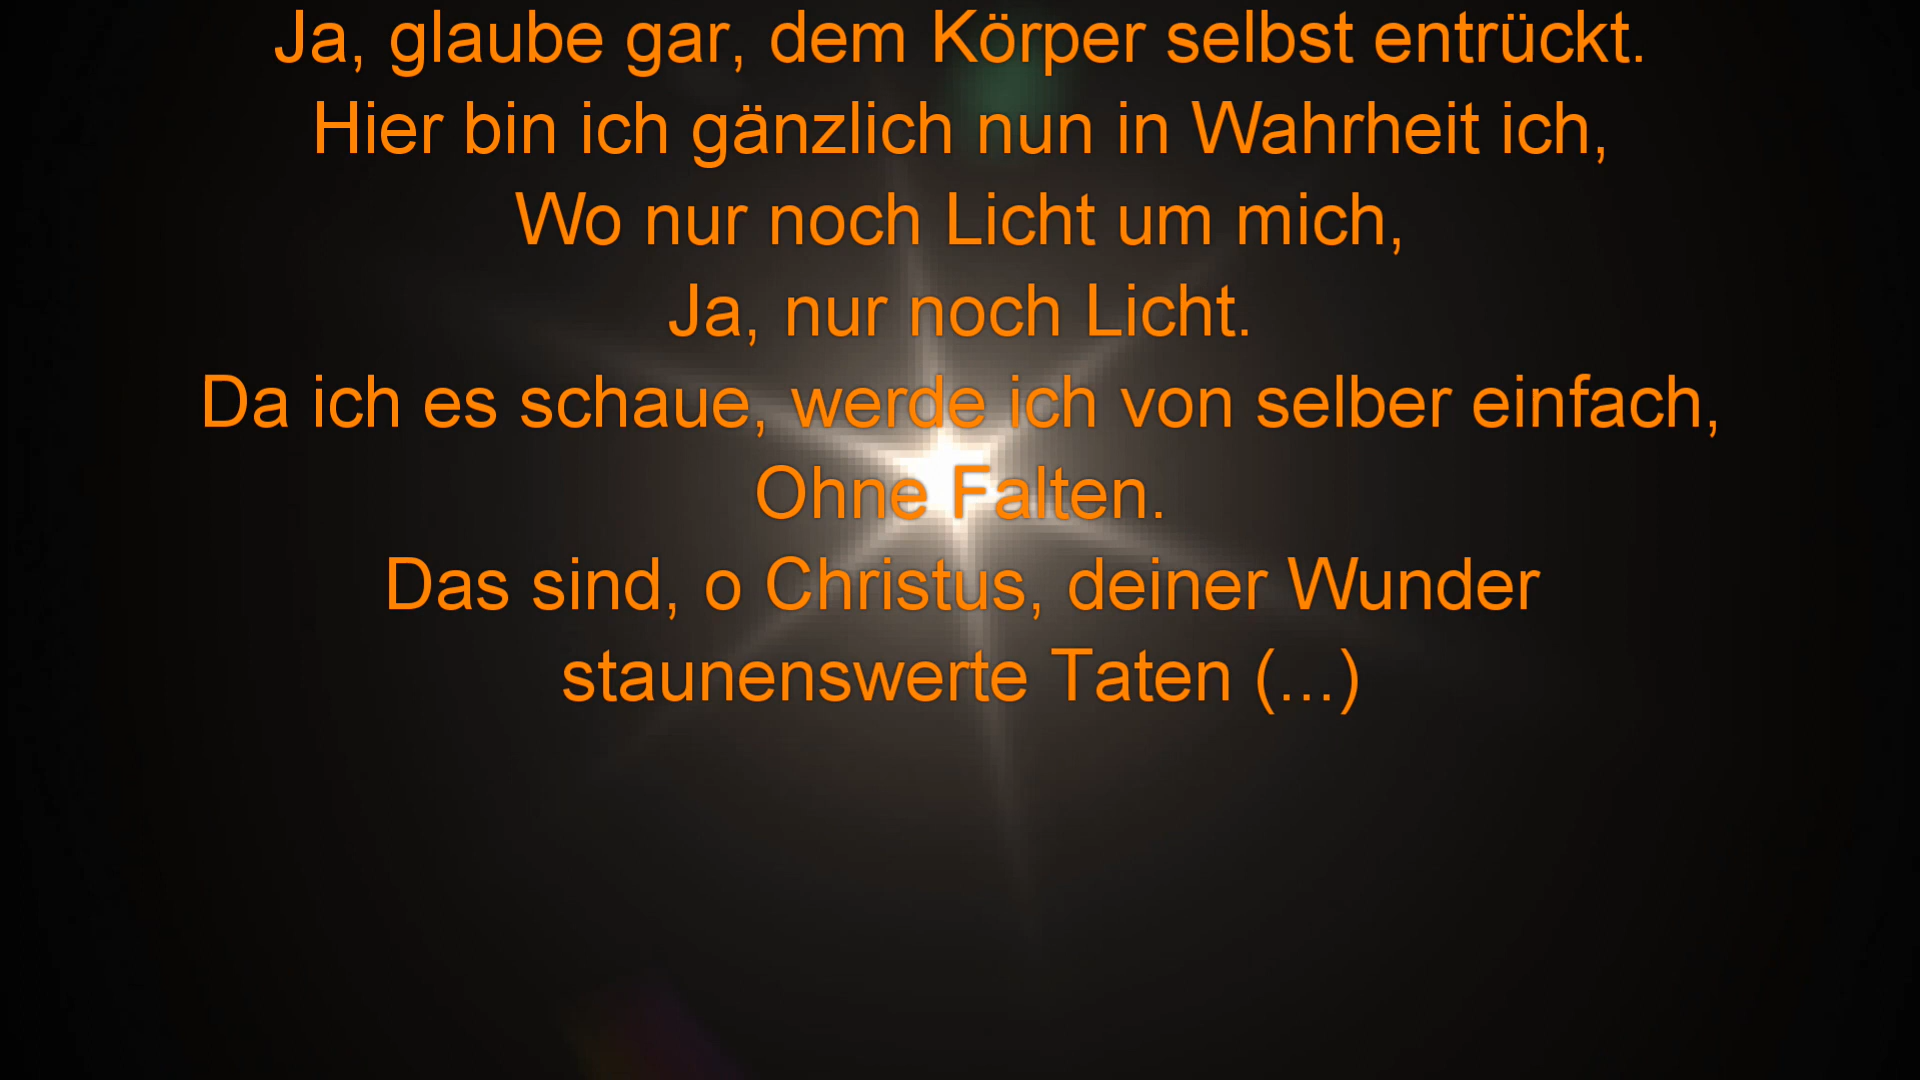 Ja, glaube gar, dem Körper selbst entrückt.
Hier bin ich gänzlich nun in Wahrheit ich,
Wo nur noch Licht um mich,
Ja, nur noch Licht.
Da ich es schaue, werde ich von selber einfach,
Ohne Falten.
Das sind, o Christus, deiner Wunder
staunenswerte Taten (...)